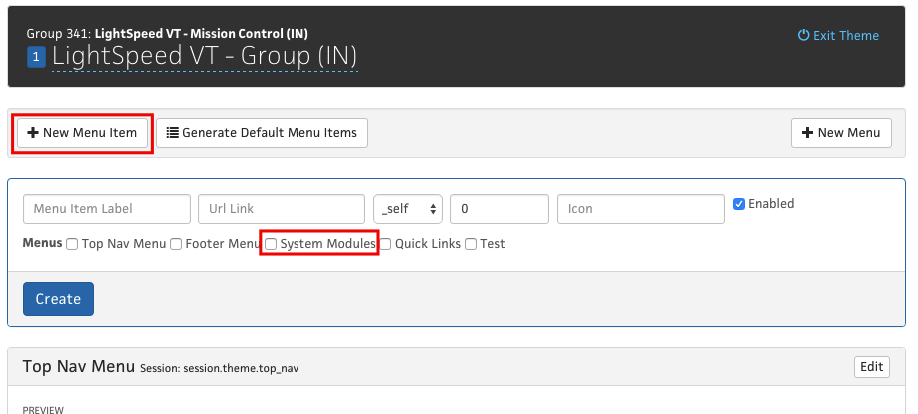 Group 341: LightSpeed VT - Mission Control (IN)
1 LightSpeed VT - Group (IN)
Exit Theme
New Menu Item
Generate Default Menu Items
New Menu
Menu Item Label
Url Link
_self
0
Icon
Enabled
Menus Top Nav Menu Footer Menu System Modules Quick Links Test
Create
Top Nav Menu Session: session.theme.top_nav
Edit
PREVIEW